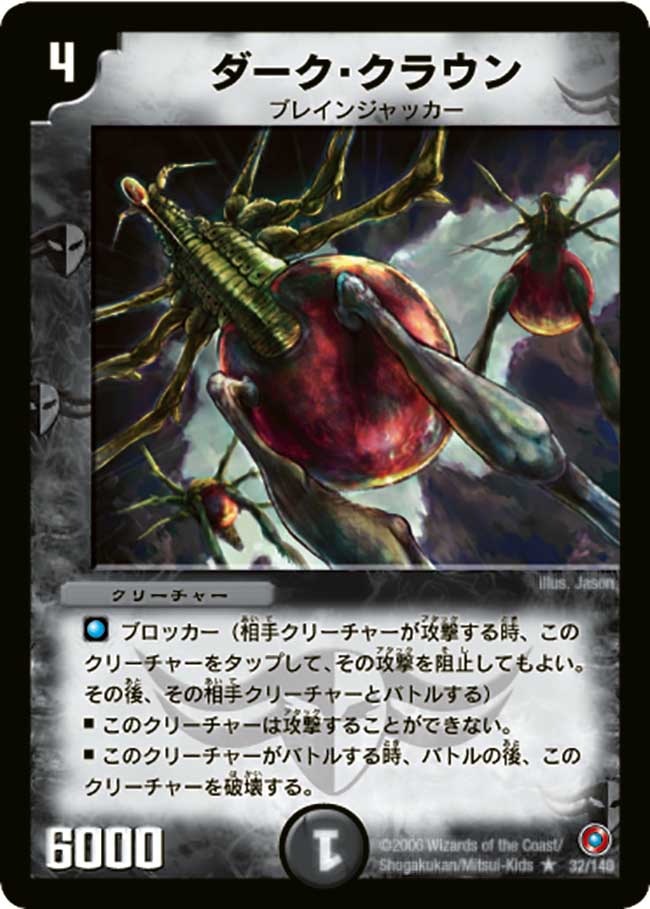 4
ダーク・クラウン
ブレインジャッカー
illus. Jason
クリーチャー
ブロッカー（相手クリーチャーが攻撃する時、この
クリーチャーをタップして、その攻撃を阻止してもよい。
その後、その相手クリーチャーとバトルする）
■ このクリーチャーは攻撃することができない。
■ このクリーチャーがバトルする時、バトルの後、この
クリーチャーを破壊する。
6000
1
©2006 Wizards of the Coast/
Shogakukan/Mitsui-Kids ★ 32/140